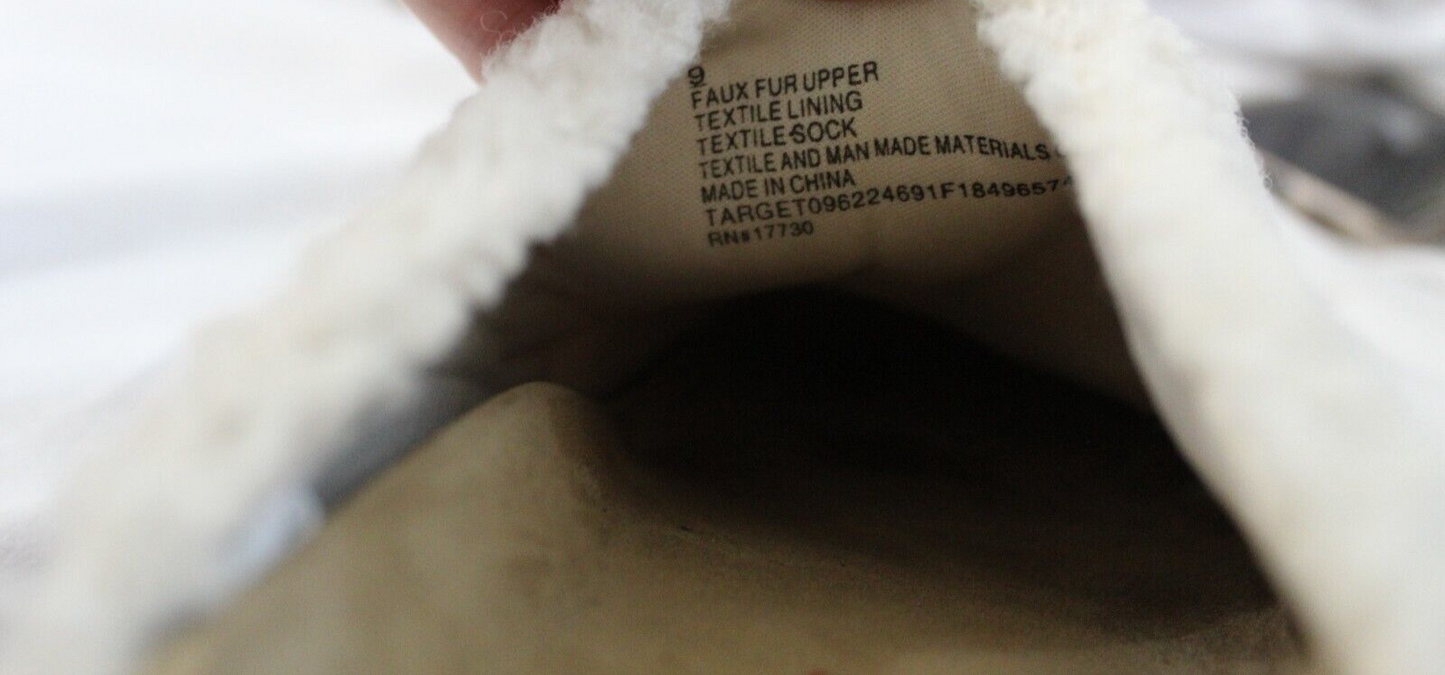 9
FAUX FUR UPPER
TEXTILE LINING
TEXTILE SOCK
TEXTILE AND MAN MADE MATERIALS
MADE IN CHINA
TARGET096224691F18496574
RN#17730